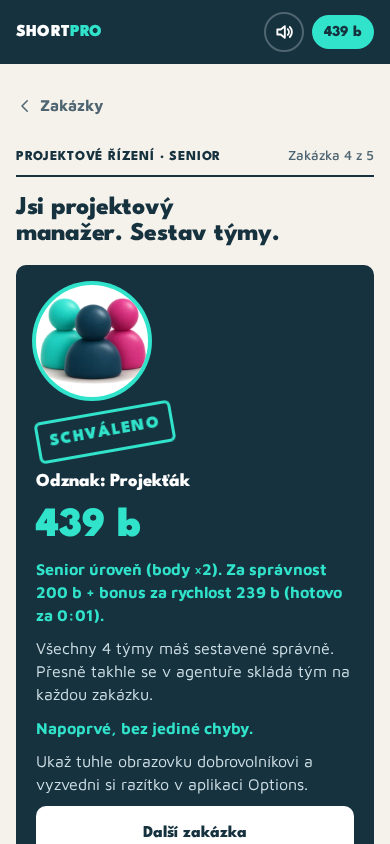 SHORTPRO
439 b
Zakázky
PROJEKTOVÉ ŘÍZENÍ · SENIOR
Zakázka 4 z 5
Jsi projektový
manažer. Sestav týmy.
SCHVÁLENO
Odznak: Projekťák
439 b
Senior úroveň (body ×2). Za správnost
200 b + bonus za rychlost 239 b (hotovo
za 0:01).
Všechny 4 týmy máš sestavené správně.
Přesně takhle se v agentuře skládá tým na
každou zakázku.
Napoprvé, bez jediné chyby.
Ukaž tuhle obrazovku dobrovolníkovi a
vyzvedni si razítko v aplikaci Options.
Další zakázka